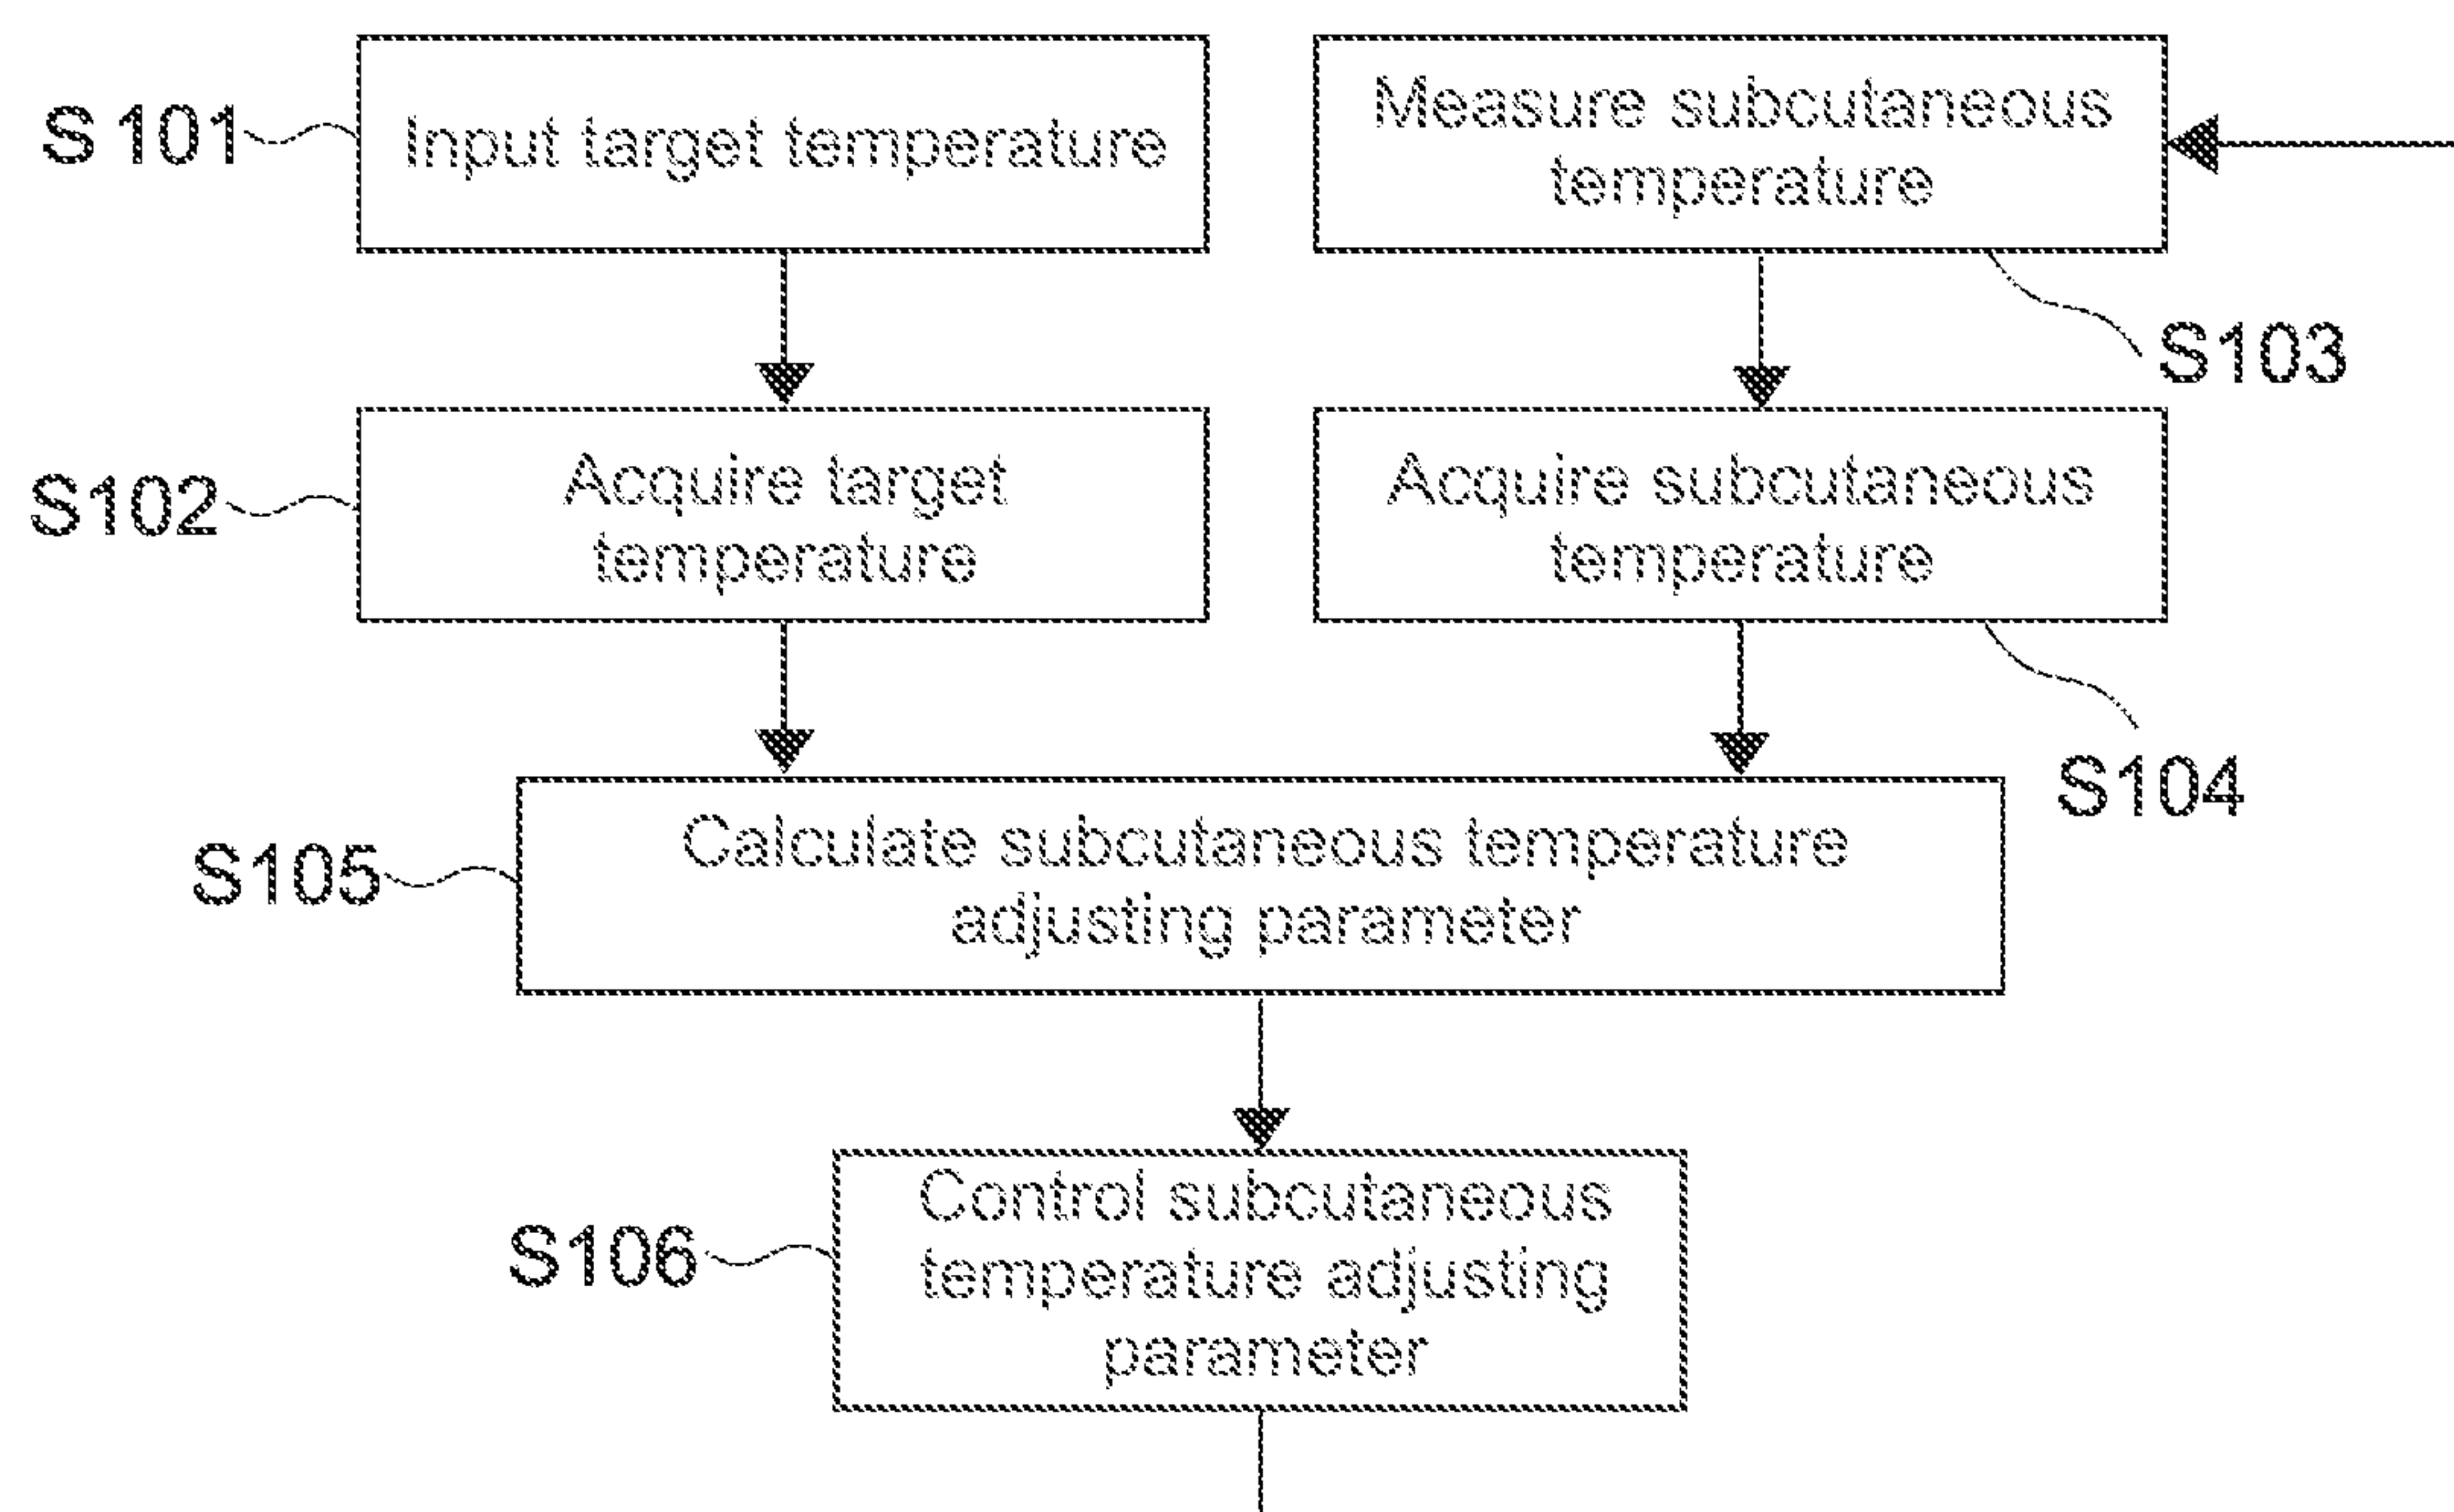 S 101
Input target temperature
Measure subcutaneous
temperature
S103
S102
Acquire target
temperature
Acquire subcutaneous
temperature
S104
S105
Calculate subcutaneous temperature
adjusting parameter
S106
Control subcutaneous
temperature adjusting
parameter